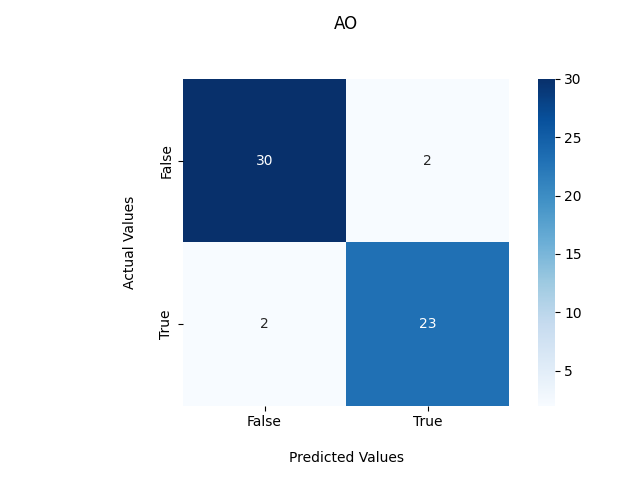 AO
30
25
20
15
10
5
False
True
Actual Values
30 2
2 23
False True
Predicted Values